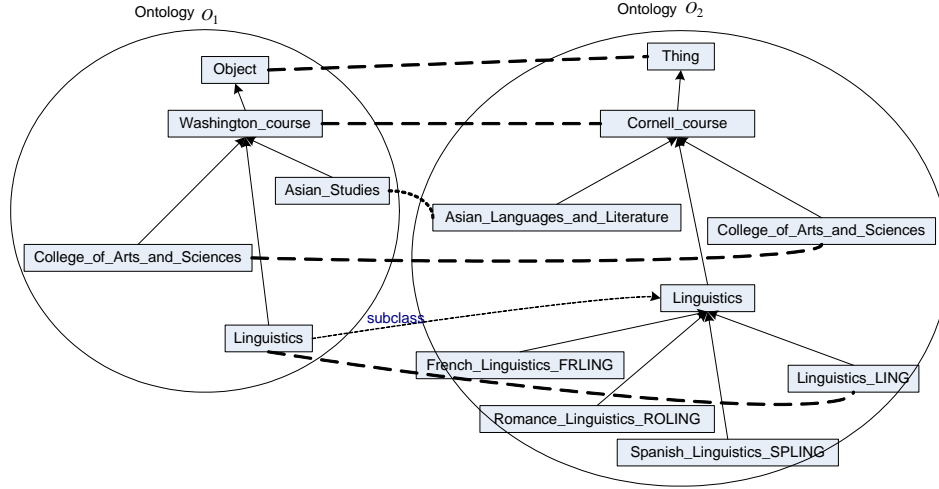 Ontology O1
Ontology O2
Object
Thing
Washington_course
Cornell_course
Asian_Studies
Asian_Languages_and_Literature
College_of_Arts_and_Sciences
College_of_Arts_and_Sciences
Linguistics
subclass
Linguistics
French_Linguistics_FRLING
Linguistics_LING
Romance_Linguistics_ROLING
Spanish_Linguistics_SPLING